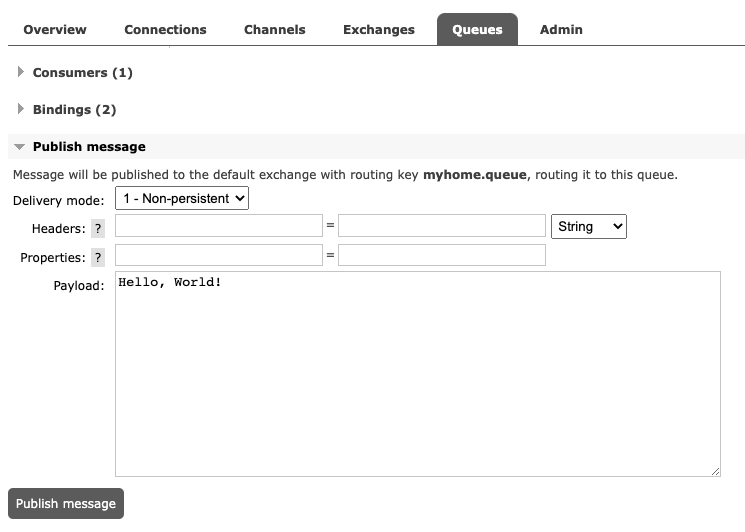 Overview Connections Channels Exchanges Queues Admin
Consumers (1)
Bindings (2)
Publish message
Message will be published to the default exchange with routing key myhome.queue, routing it to this queue.
Delivery mode: 1 - Non-persistent
Headers: ? = String
Properties: ? =
Payload: Hello, World!
Publish message